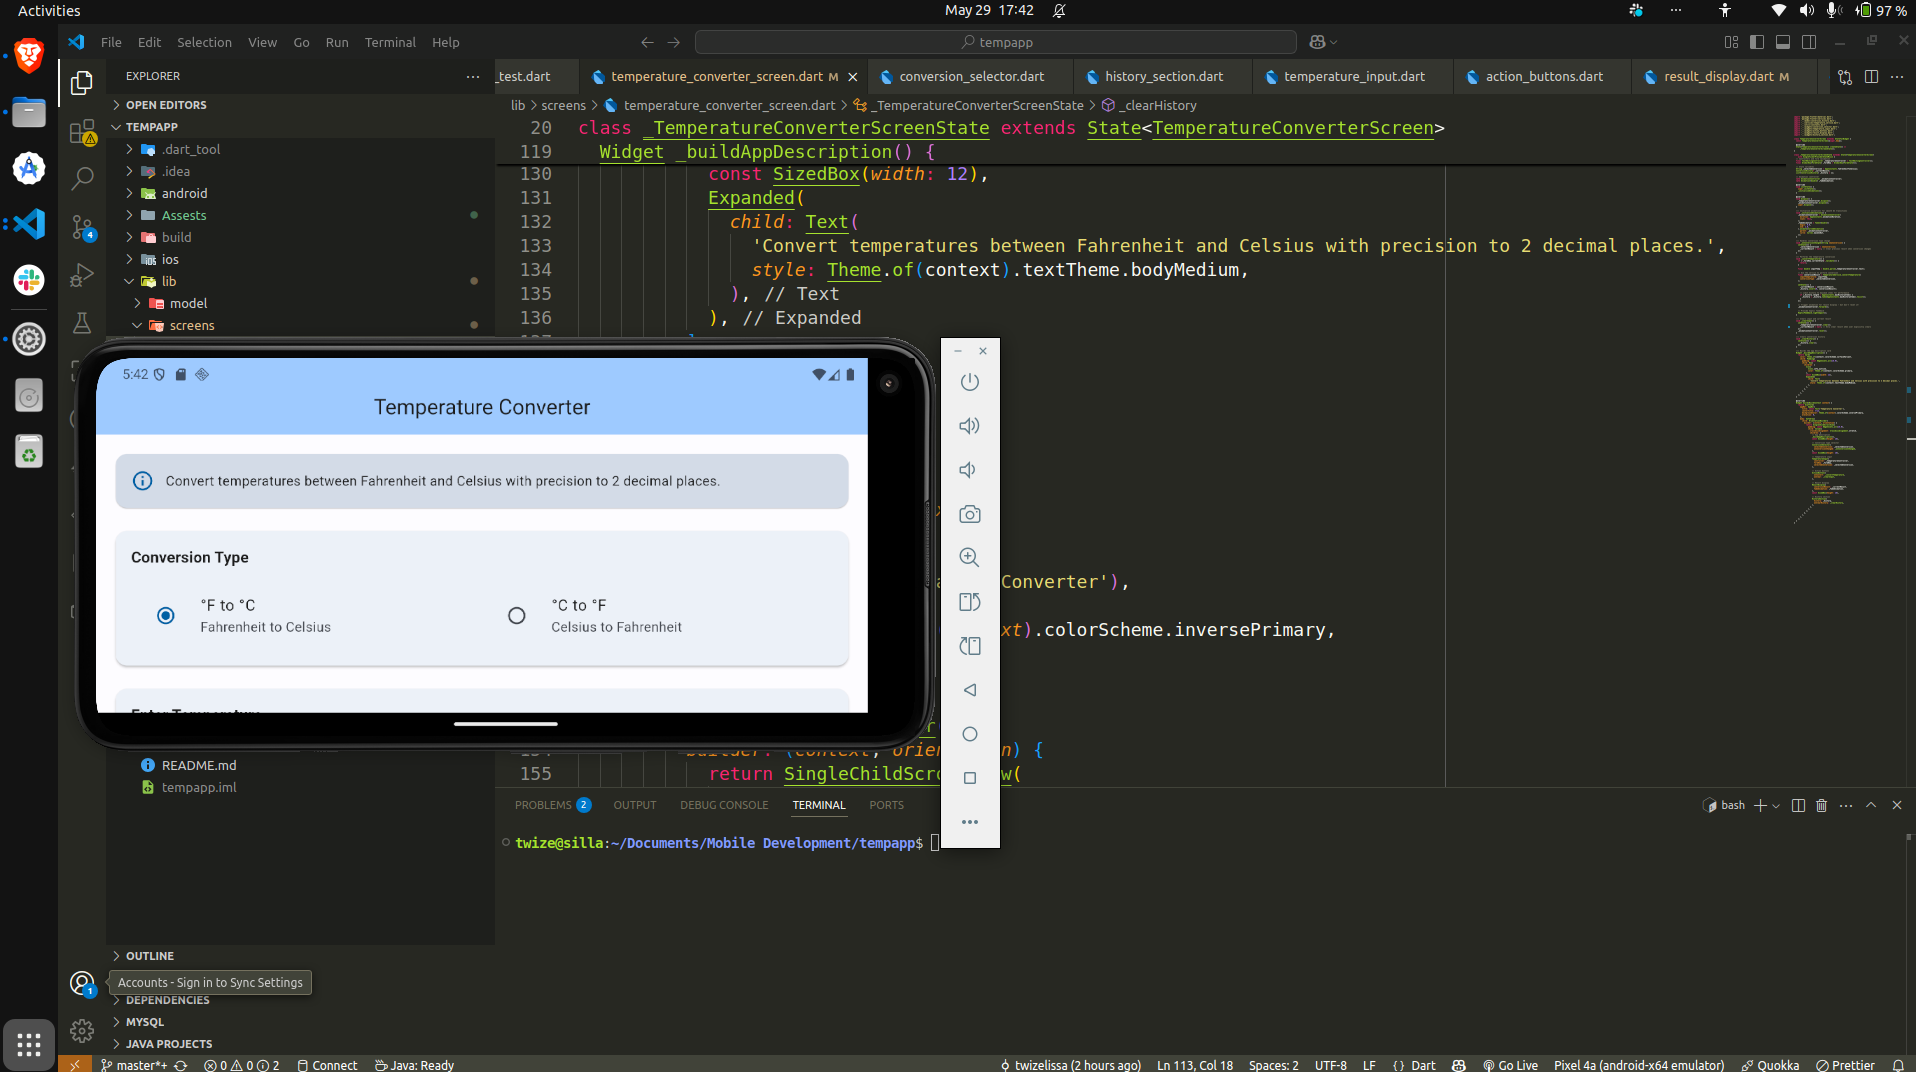 Activities
May 29 17:42
97 %
File Edit Selection View Go Run Terminal Help
tempapp
EXPLORER
_test.dart
temperature_converter_screen.dart M
conversion_selector.dart
history_section.dart
temperature_input.dart
action_buttons.dart
result_display.dart M
OPEN EDITORS
TEMPAPP
.dart_tool
.idea
android
Assests
build
ios
lib
model
screens
README.md
tempapp.iml
OUTLINE
Accounts - Sign in to Sync Settings
DEPENDENCIES
MYSQL
JAVA PROJECTS
4
1
lib > screens > temperature_converter_screen.dart > _TemperatureConverterScreenState > _clearHistory
20 class _TemperatureConverterScreenState extends State<TemperatureConverterScreen>
119 Widget _buildAppDescription() {
130 const SizedBox(width: 12),
131 Expanded(
132 child: Text(
133 'Convert temperatures between Fahrenheit and Celsius with precision to 2 decimal places.',
134 style: Theme.of(context).textTheme.bodyMedium,
135 ), // Text
136 ), // Expanded
Converter'),
xt).colorScheme.inversePrimary,
n) {
155 return SingleChildScro w(
5:42
Temperature Converter
Convert temperatures between Fahrenheit and Celsius with precision to 2 decimal places.
Conversion Type
°F to °C
Fahrenheit to Celsius
°C to °F
Celsius to Fahrenheit
PROBLEMS 2 OUTPUT DEBUG CONSOLE TERMINAL PORTS
bash
twize@silla:~/Documents/Mobile Development/tempapp$
master*+ 0 0 2 Connect Java: Ready
twizelissa (2 hours ago) Ln 113, Col 18 Spaces: 2 UTF-8 LF { } Dart Go Live Pixel 4a (android-x64 emulator) Quokka Prettier